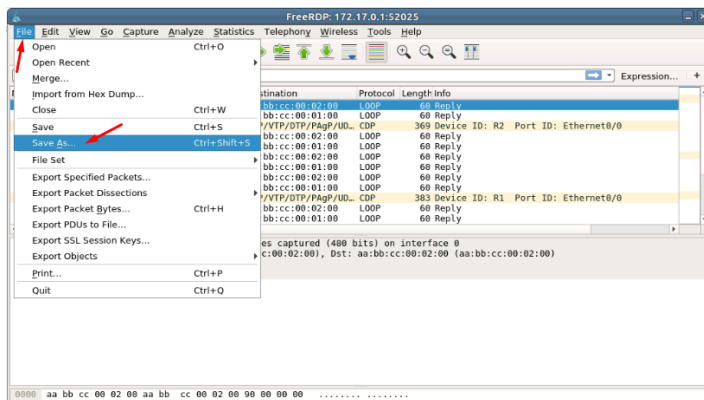 FreeRDP: 172.17.0.1:52025
File Edit View Go Capture Analyze Statistics Telephony Wireless Tools Help
Open Ctrl+O
Open Recent
Merge...
Import from Hex Dump...
Close Ctrl+W
Save Ctrl+S
Save As... Ctrl+Shift+S
File Set
Export Specified Packets...
Export Packet Dissections
Export Packet Bytes... Ctrl+H
Export PDUs to File...
Export SSL Session Keys...
Export Objects
Print... Ctrl+P
Quit Ctrl+Q
Expression... +
stination Protocol Length Info
bb:cc:00:02:00 LOOP 60 Reply
bb:cc:00:01:00 LOOP 60 Reply
P/VTP/DTP/PAgP/UD… CDP 369 Device ID: R2 Port ID: Ethernet0/0
bb:cc:00:01:00 LOOP 60 Reply
bb:cc:00:02:00 LOOP 60 Reply
bb:cc:00:01:00 LOOP 60 Reply
bb:cc:00:02:00 LOOP 60 Reply
bb:cc:00:01:00 LOOP 60 Reply
P/VTP/DTP/PAgP/UD… CDP 383 Device ID: R1 Port ID: Ethernet0/0
bb:cc:00:02:00 LOOP 60 Reply
bb:cc:00:01:00 LOOP 60 Reply
es captured (480 bits) on interface 0
c:00:02:00), Dst: aa:bb:cc:00:02:00 (aa:bb:cc:00:02:00)
0000 aa bb cc 00 02 00 aa bb cc 00 02 00 90 00 00 00 ........ ........